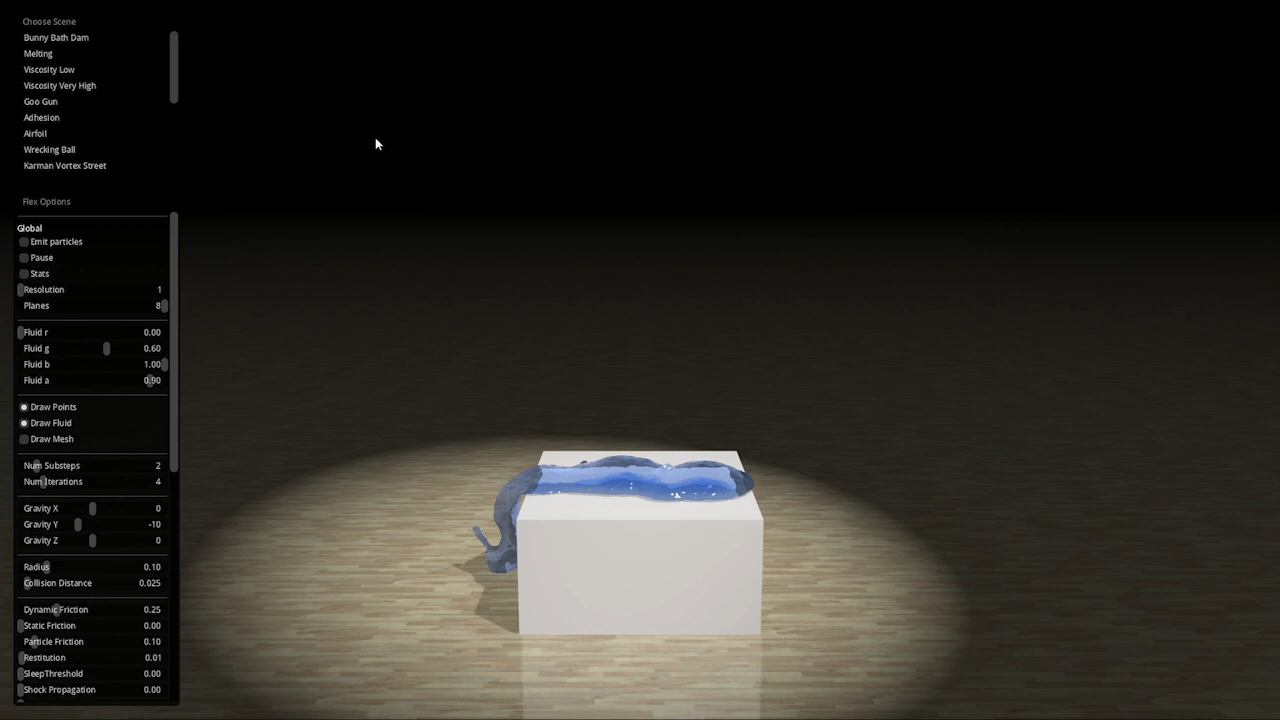 Choose Scene
Bunny Bath Dam
Melting
Viscosity Low
Viscosity Very High
Goo Gun
Adhesion
Airfoil
Wrecking Ball
Karman Vortex Street
Flex Options
Global
Emit particles
Pause
Stats
Resolution 1
Planes 8
Fluid r 0.00
Fluid g 0.60
Fluid b 1.00
Fluid a 0.90
Draw Points
Draw Fluid
Draw Mesh
Num Substeps 2
Num Iterations 4
Gravity X 0
Gravity Y -10
Gravity Z 0
Radius 0.10
Collision Distance 0.025
Dynamic Friction 0.25
Static Friction 0.00
Particle Friction 0.10
Restitution 0.01
SleepThreshold 0.00
Shock Propagation 0.00